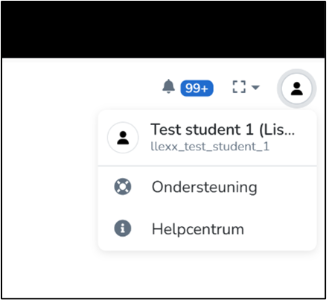 99+
Test student 1 (Lis...
llexx_test_student_1
Ondersteuning
Helpcentrum